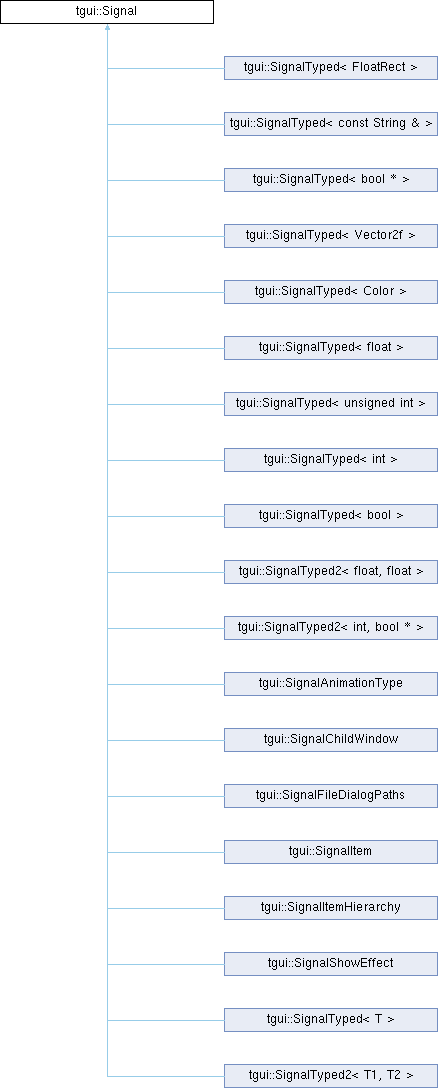 tgui::Signal
tgui::SignalTyped< FloatRect >
tgui::SignalTyped< const String & >
tgui::SignalTyped< bool * >
tgui::SignalTyped< Vector2f >
tgui::SignalTyped< Color >
tgui::SignalTyped< float >
tgui::SignalTyped< unsigned int >
tgui::SignalTyped< int >
tgui::SignalTyped< bool >
tgui::SignalTyped2< float, float >
tgui::SignalTyped2< int, bool * >
tgui::SignalAnimationType
tgui::SignalChildWindow
tgui::SignalFileDialogPaths
tgui::SignalItem
tgui::SignalItemHierarchy
tgui::SignalShowEffect
tgui::SignalTyped< T >
tgui::SignalTyped2< T1, T2 >